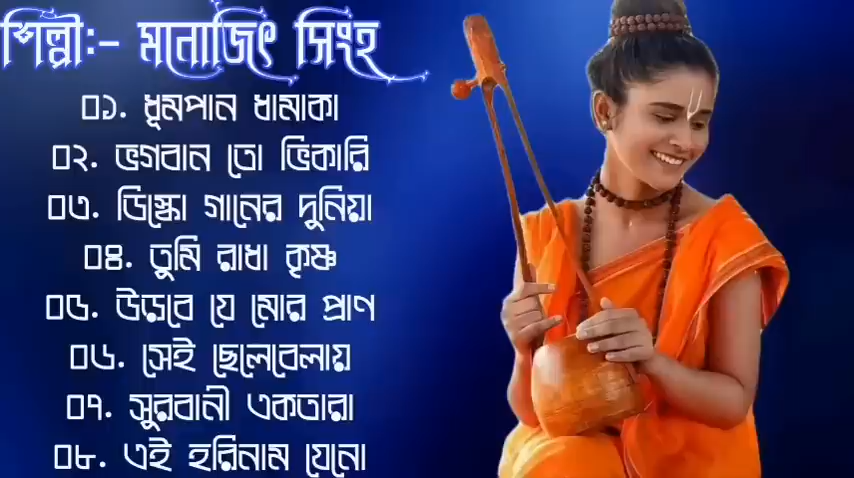 শিল্পী:- মনোজিৎ সিংহ
০১. ধূমপান ধামাকা
০২. ভগবান তো ভিকারি
০৩. ডিস্কো গানের দুনিয়া
০৪. তুমি রাধা কৃষ্ণ
০৫. উড়বে যে মোর প্রাণ
০৬. সেই ছেলেবেলায়
০৭. সুরবানী একতারা
০৮. এই হরিনাম যেনো